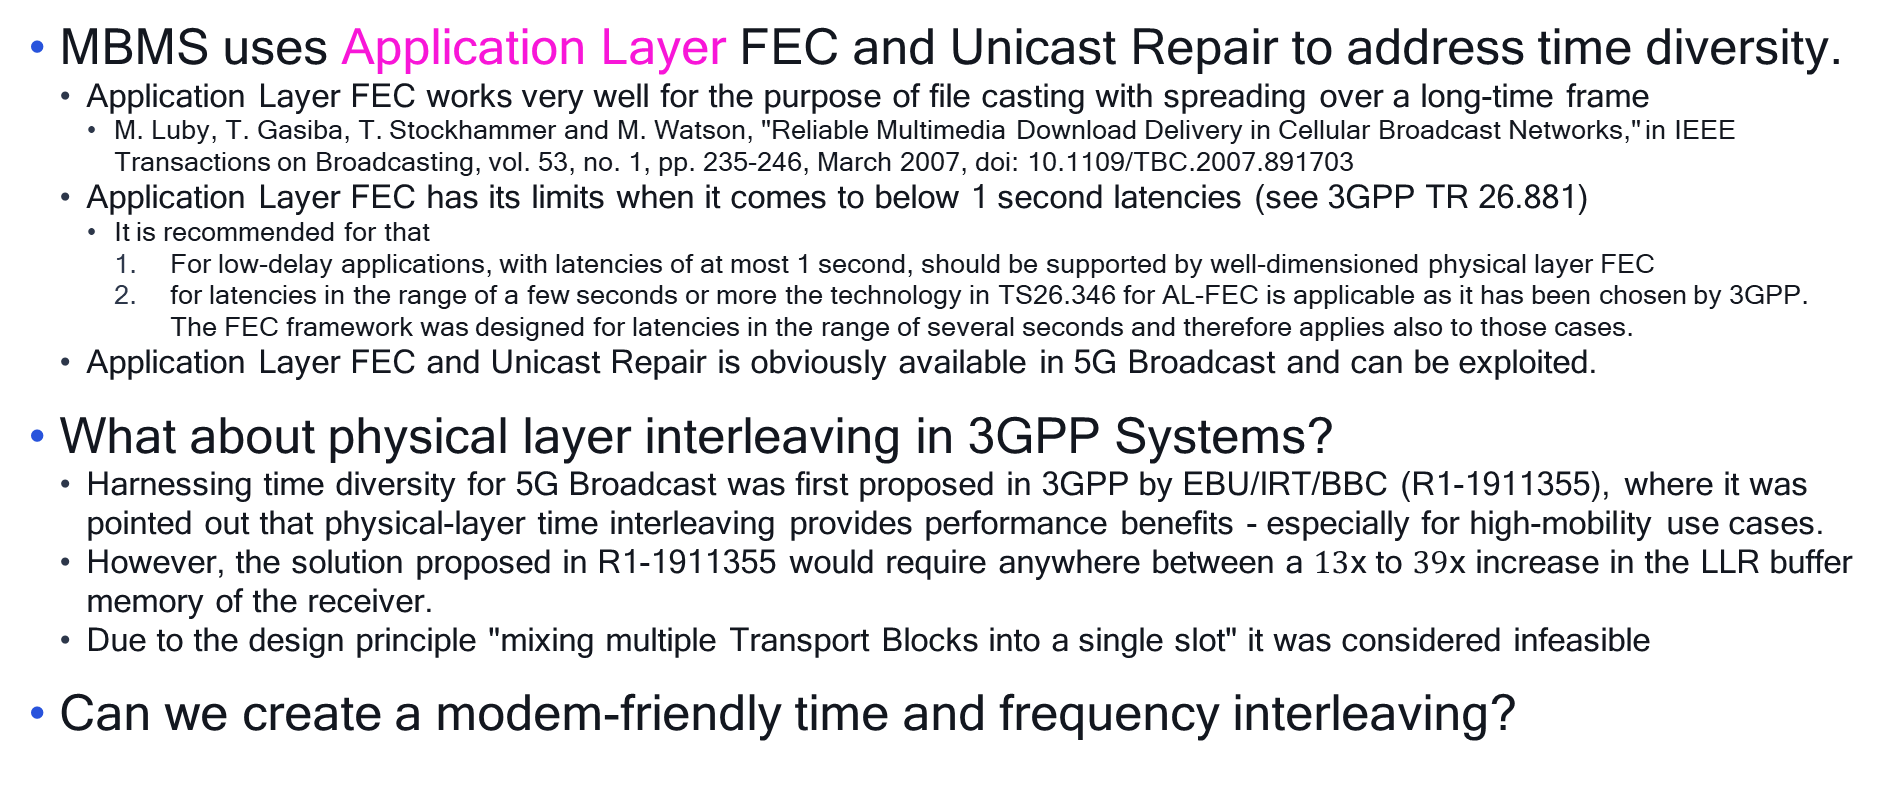 • MBMS uses Application Layer FEC and Unicast Repair to address time diversity.
• Application Layer FEC works very well for the purpose of file casting with spreading over a long-time frame
• M. Luby, T. Gasiba, T. Stockhammer and M. Watson, "Reliable Multimedia Download Delivery in Cellular Broadcast Networks," in IEEE
Transactions on Broadcasting, vol. 53, no. 1, pp. 235-246, March 2007, doi: 10.1109/TBC.2007.891703
• Application Layer FEC has its limits when it comes to below 1 second latencies (see 3GPP TR 26.881)
• It is recommended for that
1. For low-delay applications, with latencies of at most 1 second, should be supported by well-dimensioned physical layer FEC
2. for latencies in the range of a few seconds or more the technology in TS26.346 for AL-FEC is applicable as it has been chosen by 3GPP.
The FEC framework was designed for latencies in the range of several seconds and therefore applies also to those cases.
• Application Layer FEC and Unicast Repair is obviously available in 5G Broadcast and can be exploited.
• What about physical layer interleaving in 3GPP Systems?
• Harnessing time diversity for 5G Broadcast was first proposed in 3GPP by EBU/IRT/BBC (R1-1911355), where it was
pointed out that physical-layer time interleaving provides performance benefits - especially for high-mobility use cases.
• However, the solution proposed in R1-1911355 would require anywhere between a 13x to 39x increase in the LLR buffer
memory of the receiver.
• Due to the design principle "mixing multiple Transport Blocks into a single slot" it was considered infeasible
• Can we create a modem-friendly time and frequency interleaving?